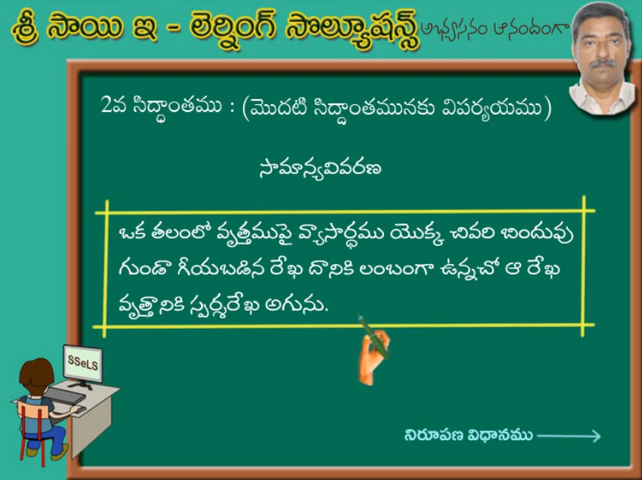 శ్రీ సాయి ఇ - లెర్నింగ్ సొల్యూషన్స్ అభ్యసనం ఆనందంగా
2వ సిద్ధాంతము : (మొదటి సిద్ధాంతమునకు విపర్యయము)
సామాన్యవివరణ
ఒక తలంలో వృత్తముపై వ్యాసార్ధము యొక్క చివరి బిందువు
గుండా గీయబడిన రేఖ దానికి లంబంగా ఉన్నచో ఆ రేఖ
వృత్తానికి స్పర్శరేఖ అగును.
SSeLS
నిరూపణ విధానము